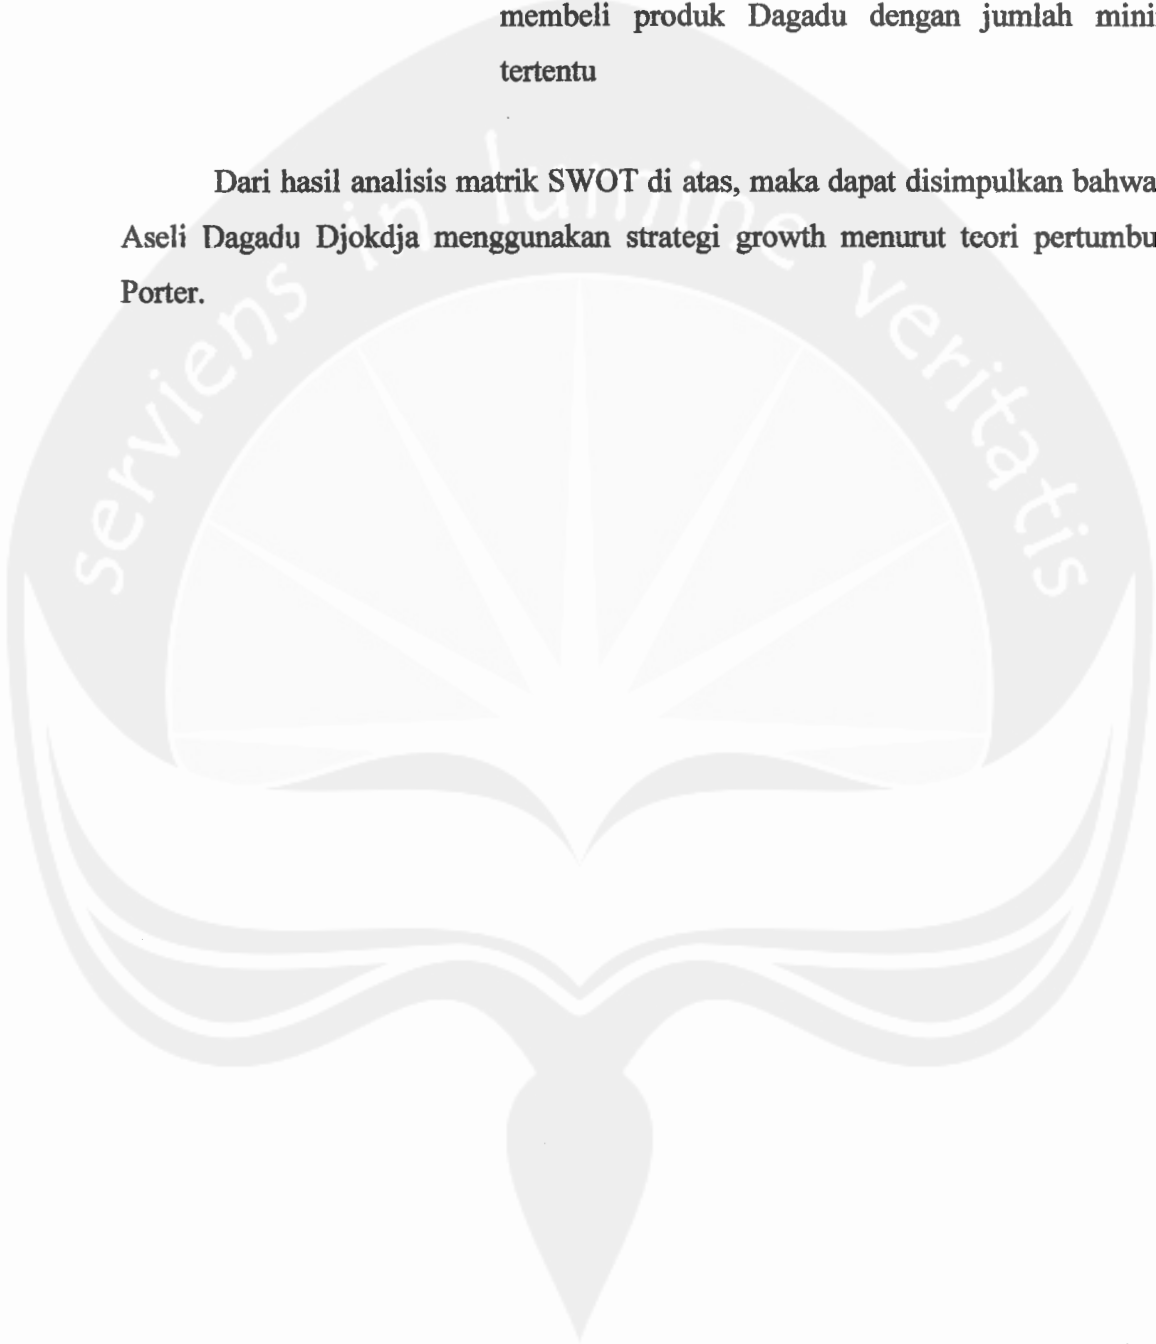 membeli produk Dagadu dengan jumlah mini
tertentu
serviens in lumine veritatis
Dari hasil analisis matrik SWOT di atas, maka dapat disimpulkan bahwa
Aseli Dagadu Djokdja menggunakan strategi growth menurut teori pertumbu
Porter.